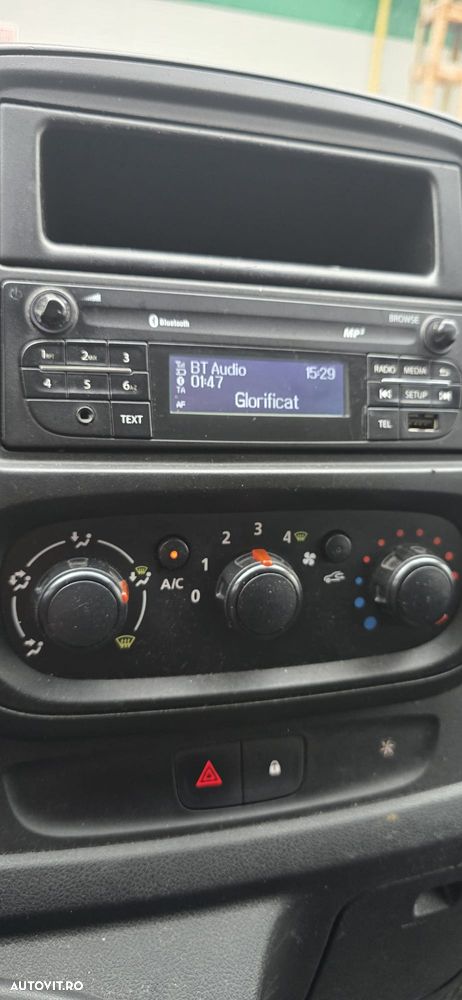 Bluetooth
MP3
BROWSE
1
2
3
BT Audio 15:29
01:47
TA
Glorificat
AF
RADIO MEDIA
4
5
6
SETUP
TEXT
TEL
0
1
2
3
4
A/C
AUTOVIT.RO